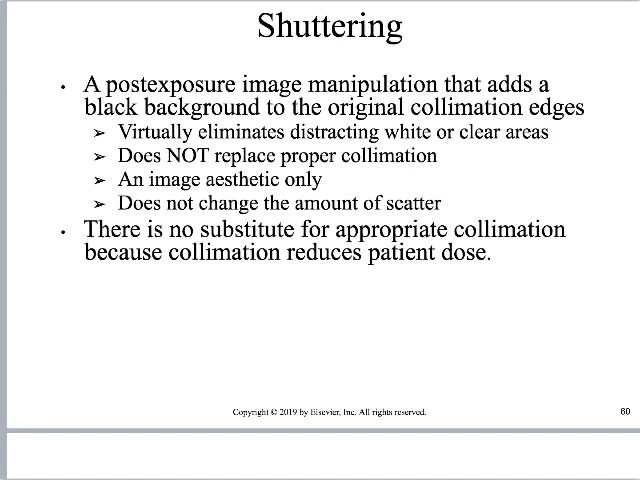 Shuttering
• A postexposure image manipulation that adds a
black background to the original collimation edges
➢ Virtually eliminates distracting white or clear areas
➢ Does NOT replace proper collimation
➢ An image aesthetic only
➢ Does not change the amount of scatter
• There is no substitute for appropriate collimation
because collimation reduces patient dose.
Copyright © 2019 by Elsevier, Inc. All rights reserved.
60